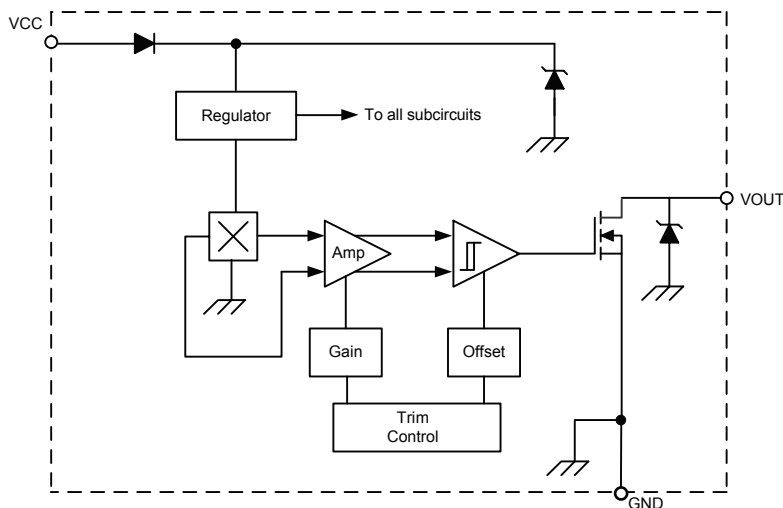 VCC
Regulator
To all subcircuits
VOUT
Amp
Gain
Offset
Trim
Control
GND